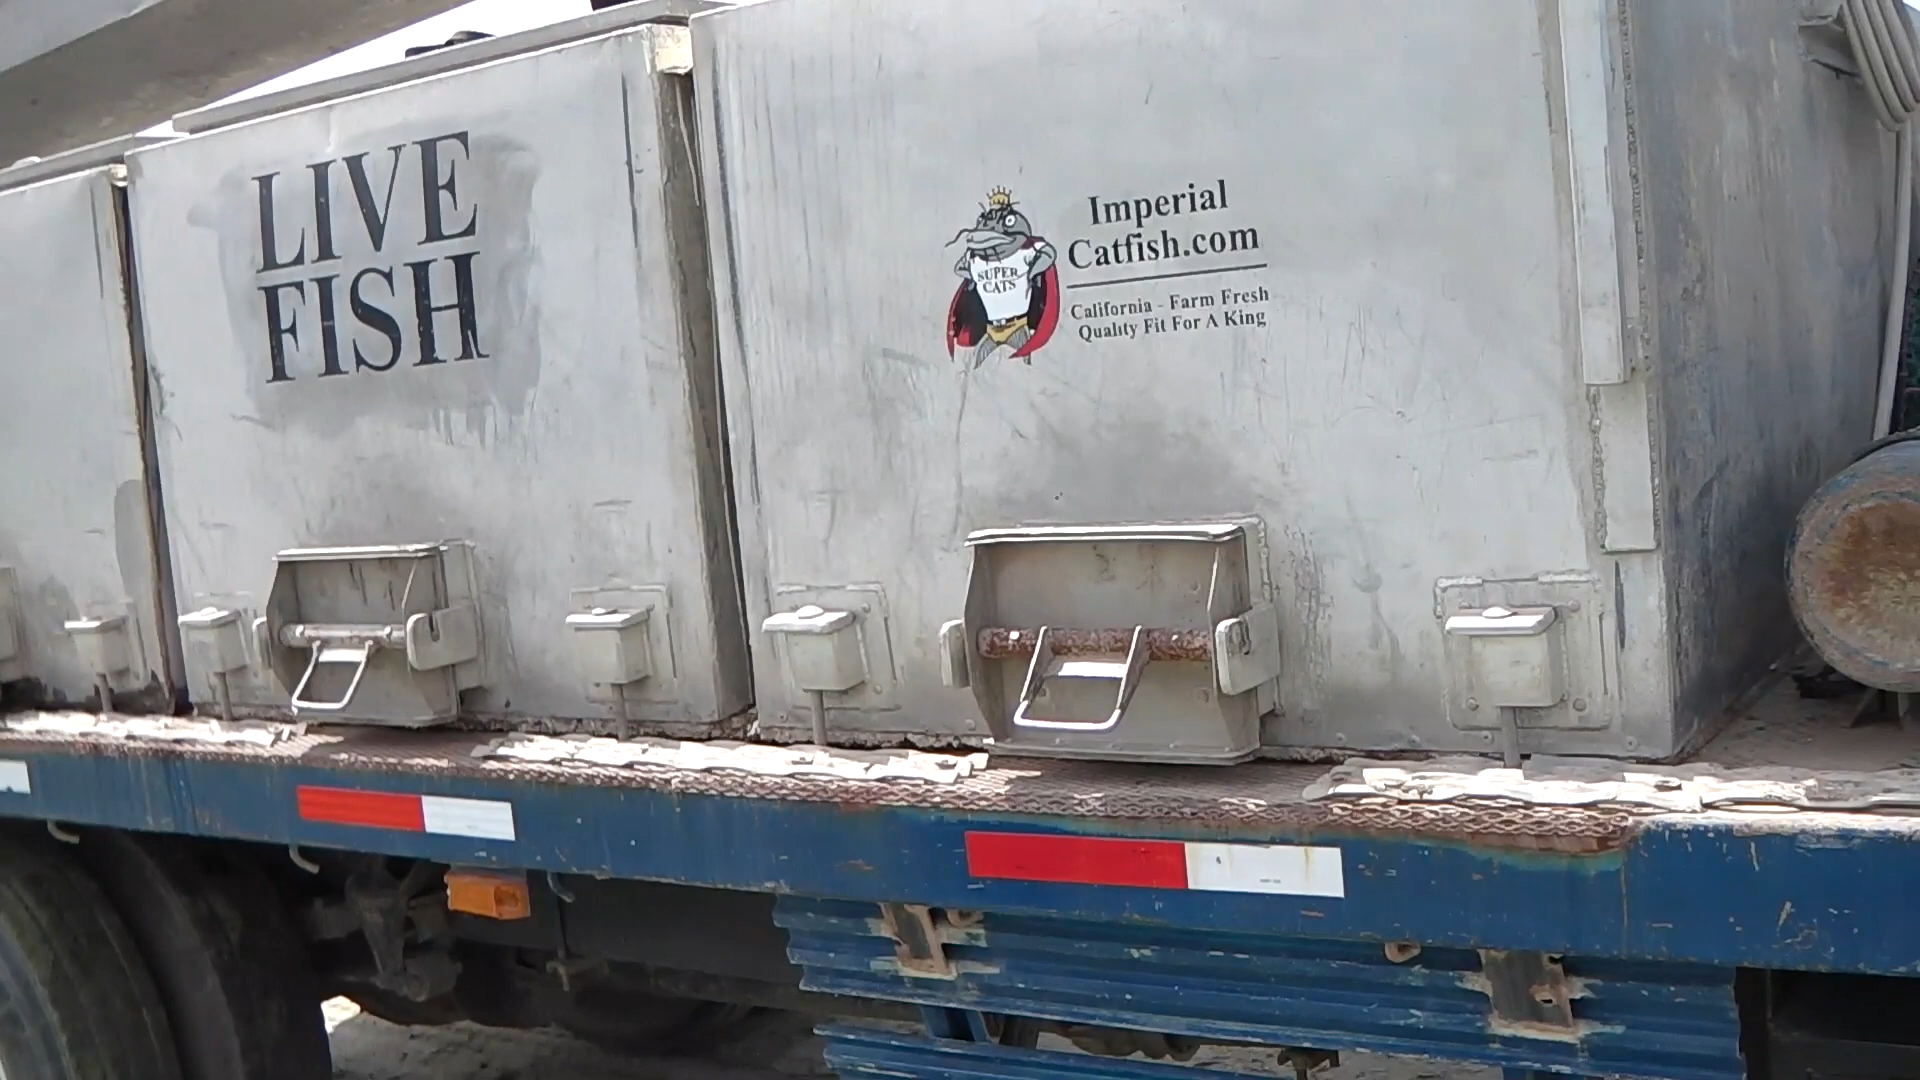 LIVE
FISH
SUPER
CATS
Imperial
Catfish.com
California - Farm Fresh
Quality Fit For A King